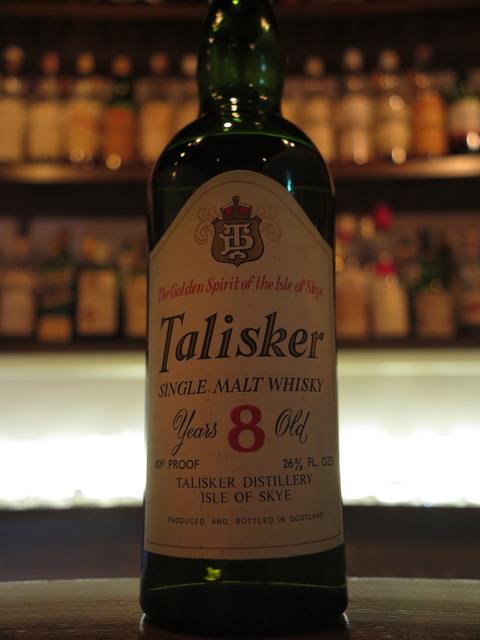 TD
The Golden Spirit of the Isle of Skye
Talisker
SINGLE MALT WHISKY
Years 8 Old
80° PROOF 26⅔ FL. OZS.
TALISKER DISTILLERY
ISLE OF SKYE
PRODUCED AND BOTTLED IN SCOTLAND